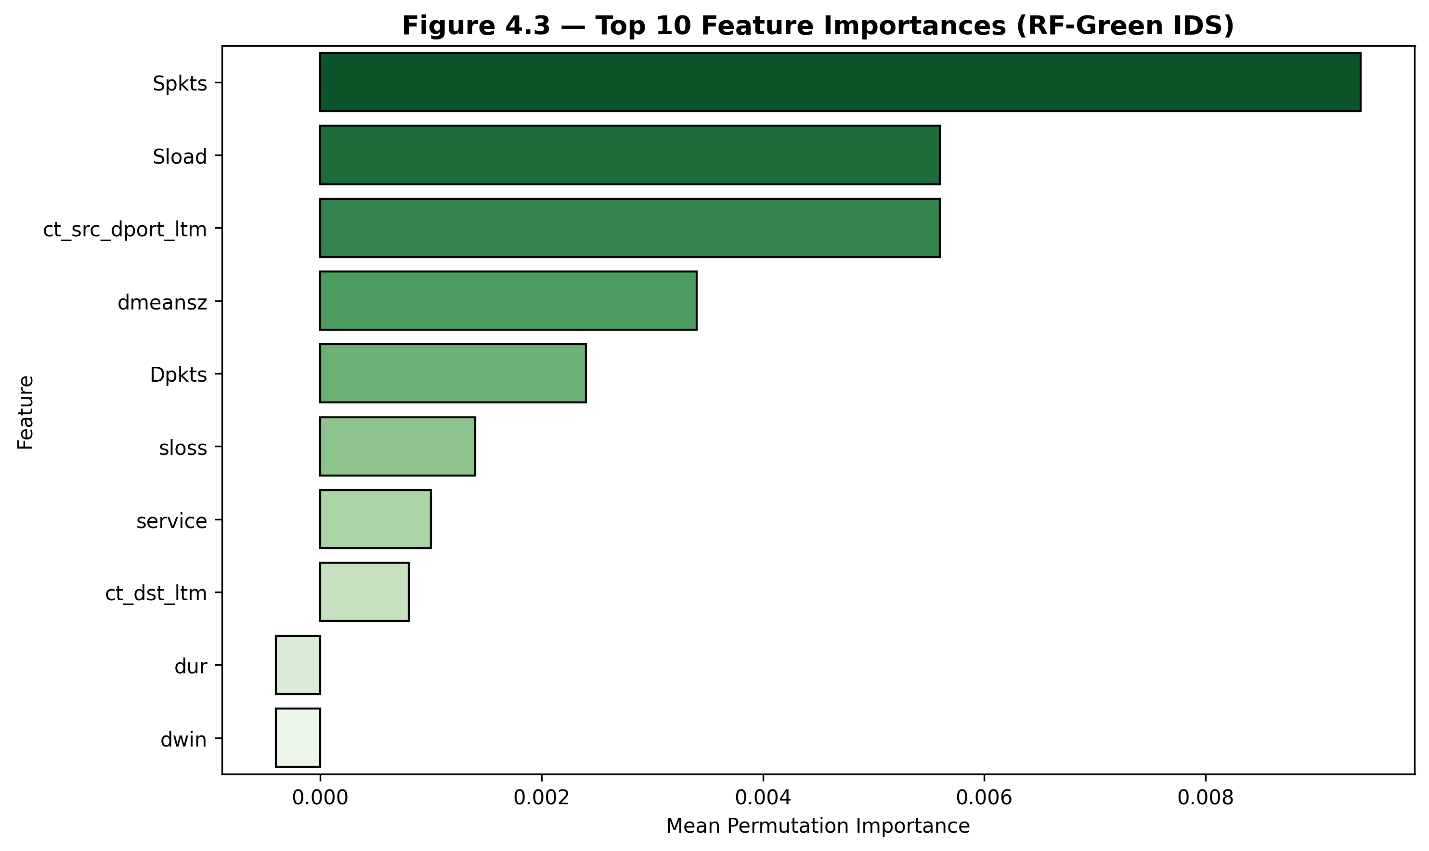 Figure 4.3 — Top 10 Feature Importances (RF-Green IDS)
Spkts
Sload
ct_src_dport_ltm
dmeansz
Dpkts
sloss
service
ct_dst_ltm
dur
dwin
Feature
0.000 0.002 0.004 0.006 0.008
Mean Permutation Importance